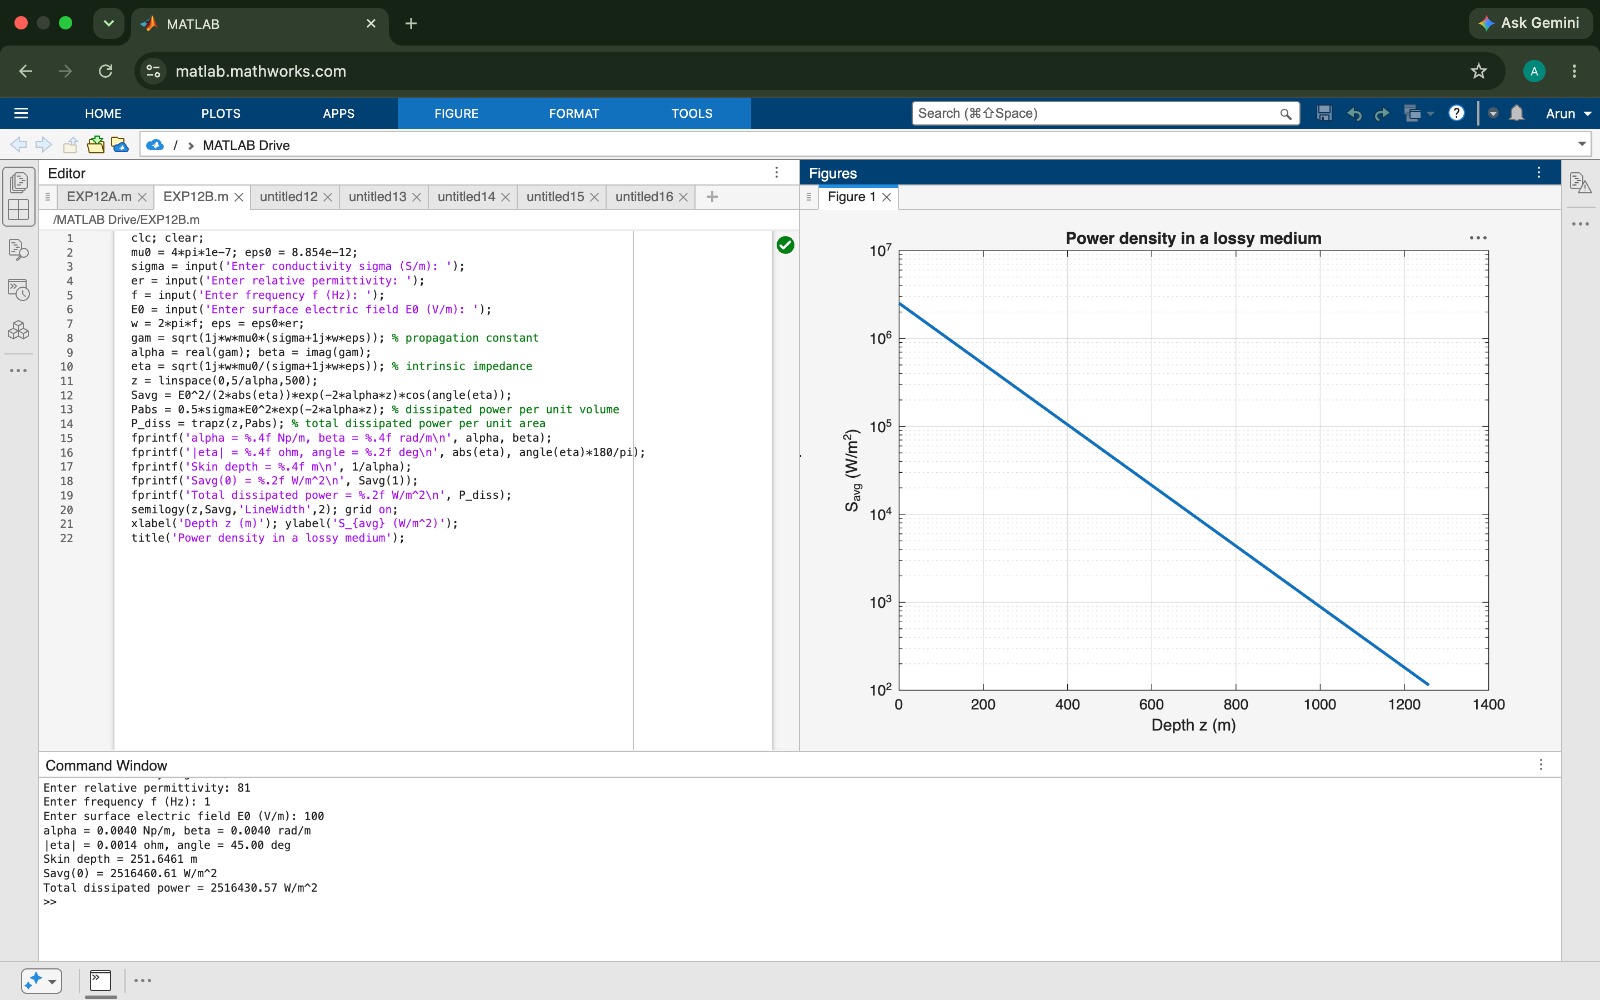 MATLAB
Ask Gemini
matlab.mathworks.com
A
HOME PLOTS APPS FIGURE FORMAT TOOLS
Search (⌘⇧Space)
Arun
/ › MATLAB Drive
Editor
EXP12A.m EXP12B.m untitled12 untitled13 untitled14 untitled15 untitled16
/MATLAB Drive/EXP12B.m
1 clc; clear;
2 mu0 = 4*pi*1e-7; eps0 = 8.854e-12;
3 sigma = input('Enter conductivity sigma (S/m): ');
4 er = input('Enter relative permittivity: ');
5 f = input('Enter frequency f (Hz): ');
6 E0 = input('Enter surface electric field E0 (V/m): ');
7 w = 2*pi*f; eps = eps0*er;
8 gam = sqrt(1j*w*mu0*(sigma+1j*w*eps)); % propagation constant
9 alpha = real(gam); beta = imag(gam);
10 eta = sqrt(1j*w*mu0/(sigma+1j*w*eps)); % intrinsic impedance
11 z = linspace(0,5/alpha,500);
12 Savg = E0^2/(2*abs(eta))*exp(-2*alpha*z)*cos(angle(eta));
13 Pabs = 0.5*sigma*E0^2*exp(-2*alpha*z); % dissipated power per unit volume
14 P_diss = trapz(z,Pabs); % total dissipated power per unit area
15 fprintf('alpha = %.4f Np/m, beta = %.4f rad/m\n', alpha, beta);
16 fprintf('|eta| = %.4f ohm, angle = %.2f deg\n', abs(eta), angle(eta)*180/pi);
17 fprintf('Skin depth = %.4f m\n', 1/alpha);
18 fprintf('Savg(0) = %.2f W/m^2\n', Savg(1));
19 fprintf('Total dissipated power = %.2f W/m^2\n', P_diss);
20 semilogy(z,Savg,'LineWidth',2); grid on;
21 xlabel('Depth z (m)'); ylabel('S_{avg} (W/m^2)');
22 title('Power density in a lossy medium');
Figures
Figure 1
Power density in a lossy medium
10⁷
10⁶
10⁵
10⁴
10³
10²
S_avg (W/m²)
0 200 400 600 800 1000 1200 1400
Depth z (m)
Command Window
Enter relative permittivity: 81
Enter frequency f (Hz): 1
Enter surface electric field E0 (V/m): 100
alpha = 0.0040 Np/m, beta = 0.0040 rad/m
|eta| = 0.0014 ohm, angle = 45.00 deg
Skin depth = 251.6461 m
Savg(0) = 2516460.61 W/m^2
Total dissipated power = 2516430.57 W/m^2
>>